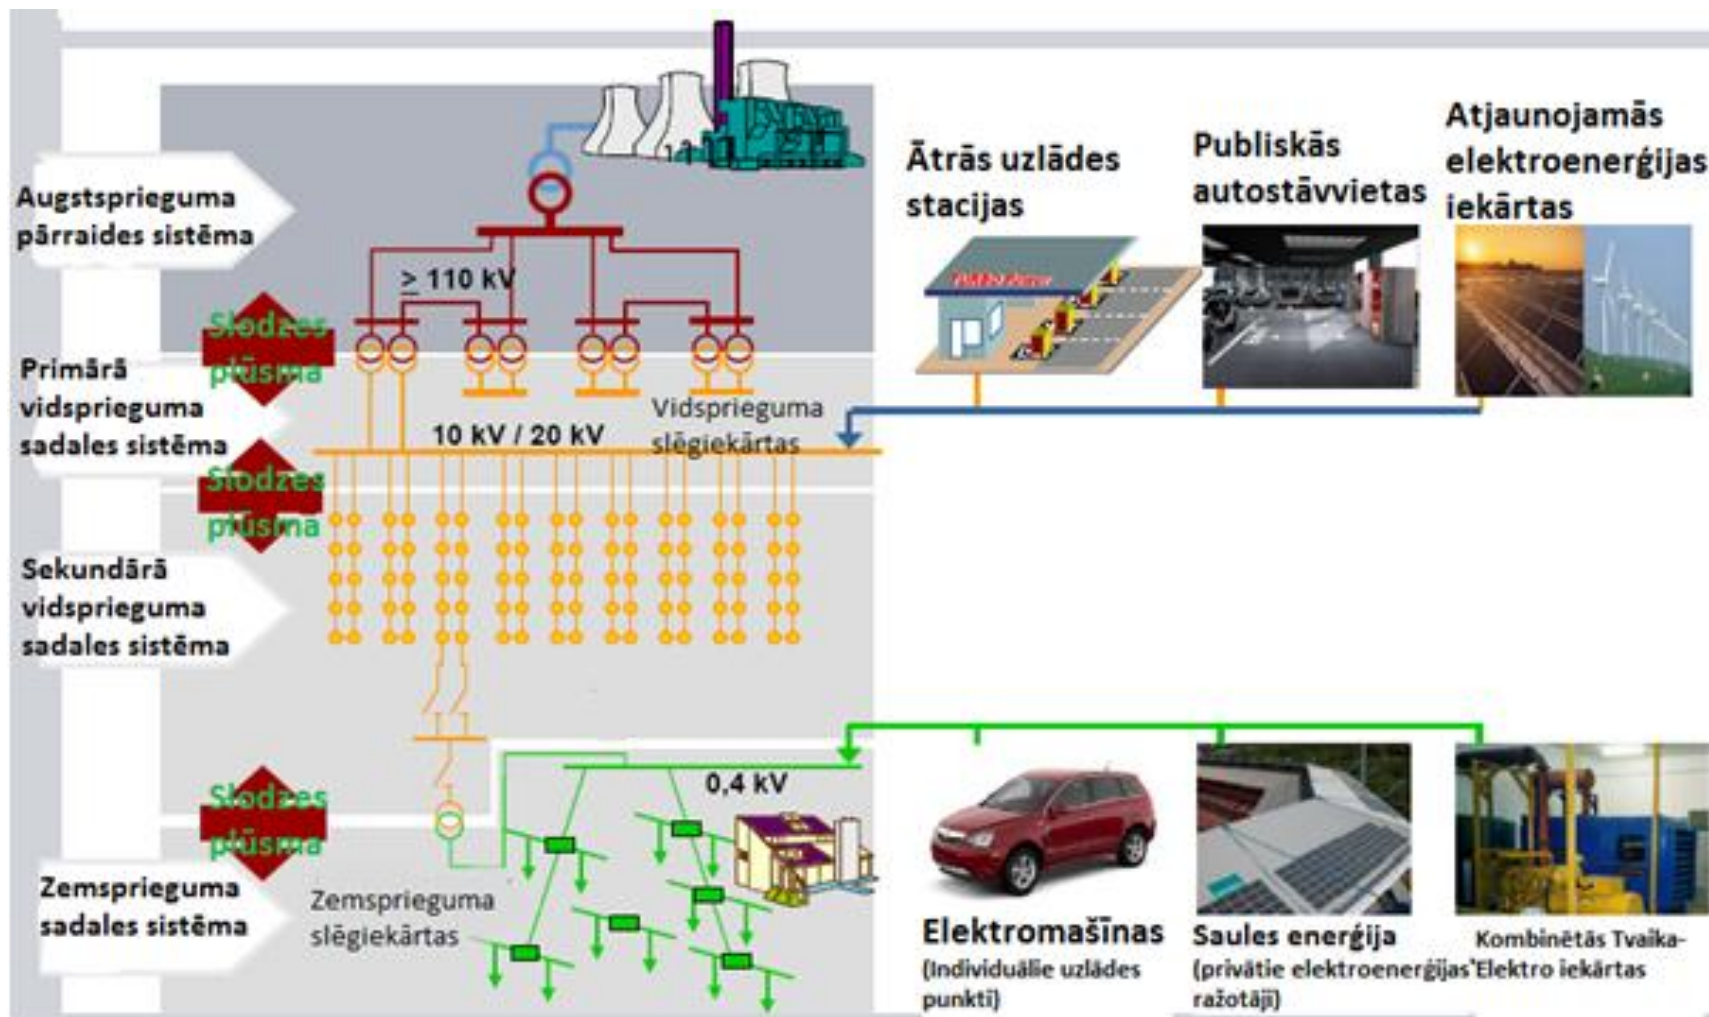 Augstsprieguma
pārraides sistēma
≥ 110 kV
Slodzes
plūsma
Primārā
vidsprieguma
sadales sistēma
Vidsprieguma
slēgiekārtas
10 kV / 20 kV
Slodzes
plūsma
Sekundārā
vidsprieguma
sadales sistēma
Slodzes
plūsma
0,4 kV
Zemsprieguma
sadales sistēma
Zemsprieguma
slēgiekārtas
Ātrās uzlādes
stacijas
Publiskās
autostāvvietas
Atjaunojamās
elektroenerģijas
iekārtas
Elektromašīnas
(Individuālie uzlādes
punkti)
Saules enerģija
(privātie elektroenerģijas
ražotāji)
Kombinētās Tvaika-
Elektro iekārtas